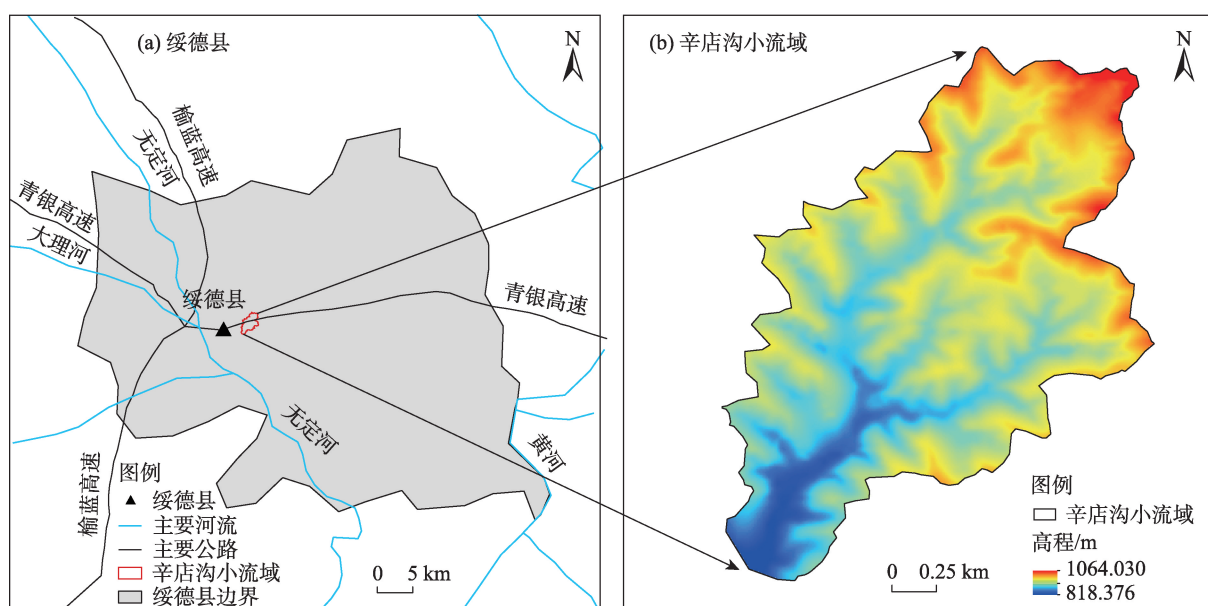 (a) 绥德县
N
榆蓝高速
无定河
青银高速
大理河
绥德县
青银高速
无定河
黄河
榆蓝高速
图例
绥德县
主要河流
主要公路
辛店沟小流域
绥德县边界
0 5 km
(b) 辛店沟小流域
N
图例
辛店沟小流域
高程/m
1064.030
818.376
0 0.25 km